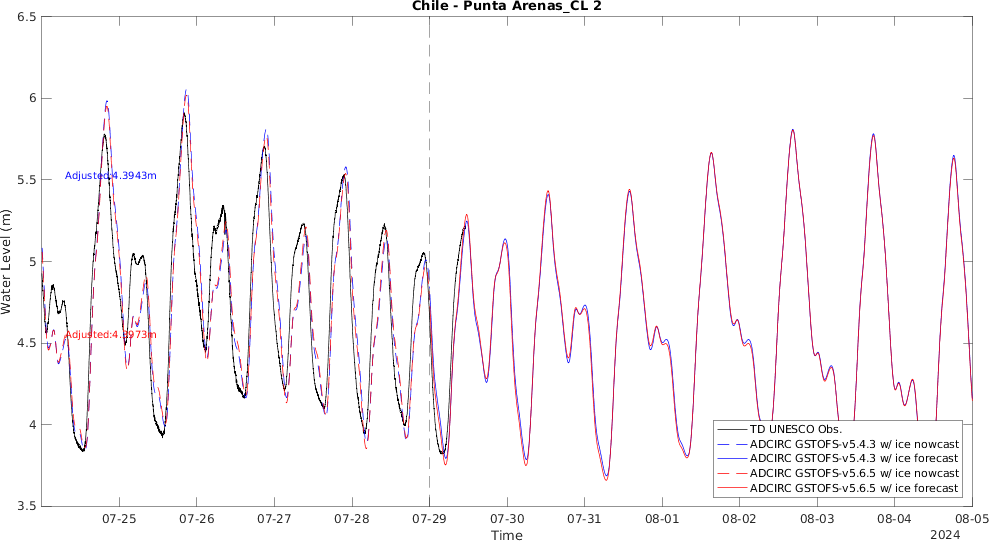 Chile - Punta Arenas_CL 2
6.5
6
5.5
5
4.5
4
3.5
Water Level (m)
Adjusted:4.3943m
Adjusted:4.3973m
TD UNESCO Obs.
ADCIRC GSTOFS-v5.4.3 w/ ice nowcast
ADCIRC GSTOFS-v5.4.3 w/ ice forecast
ADCIRC GSTOFS-v5.6.5 w/ ice nowcast
ADCIRC GSTOFS-v5.6.5 w/ ice forecast
07-25 07-26 07-27 07-28 07-29 07-30 07-31 08-01 08-02 08-03 08-04 08-05
Time
2024